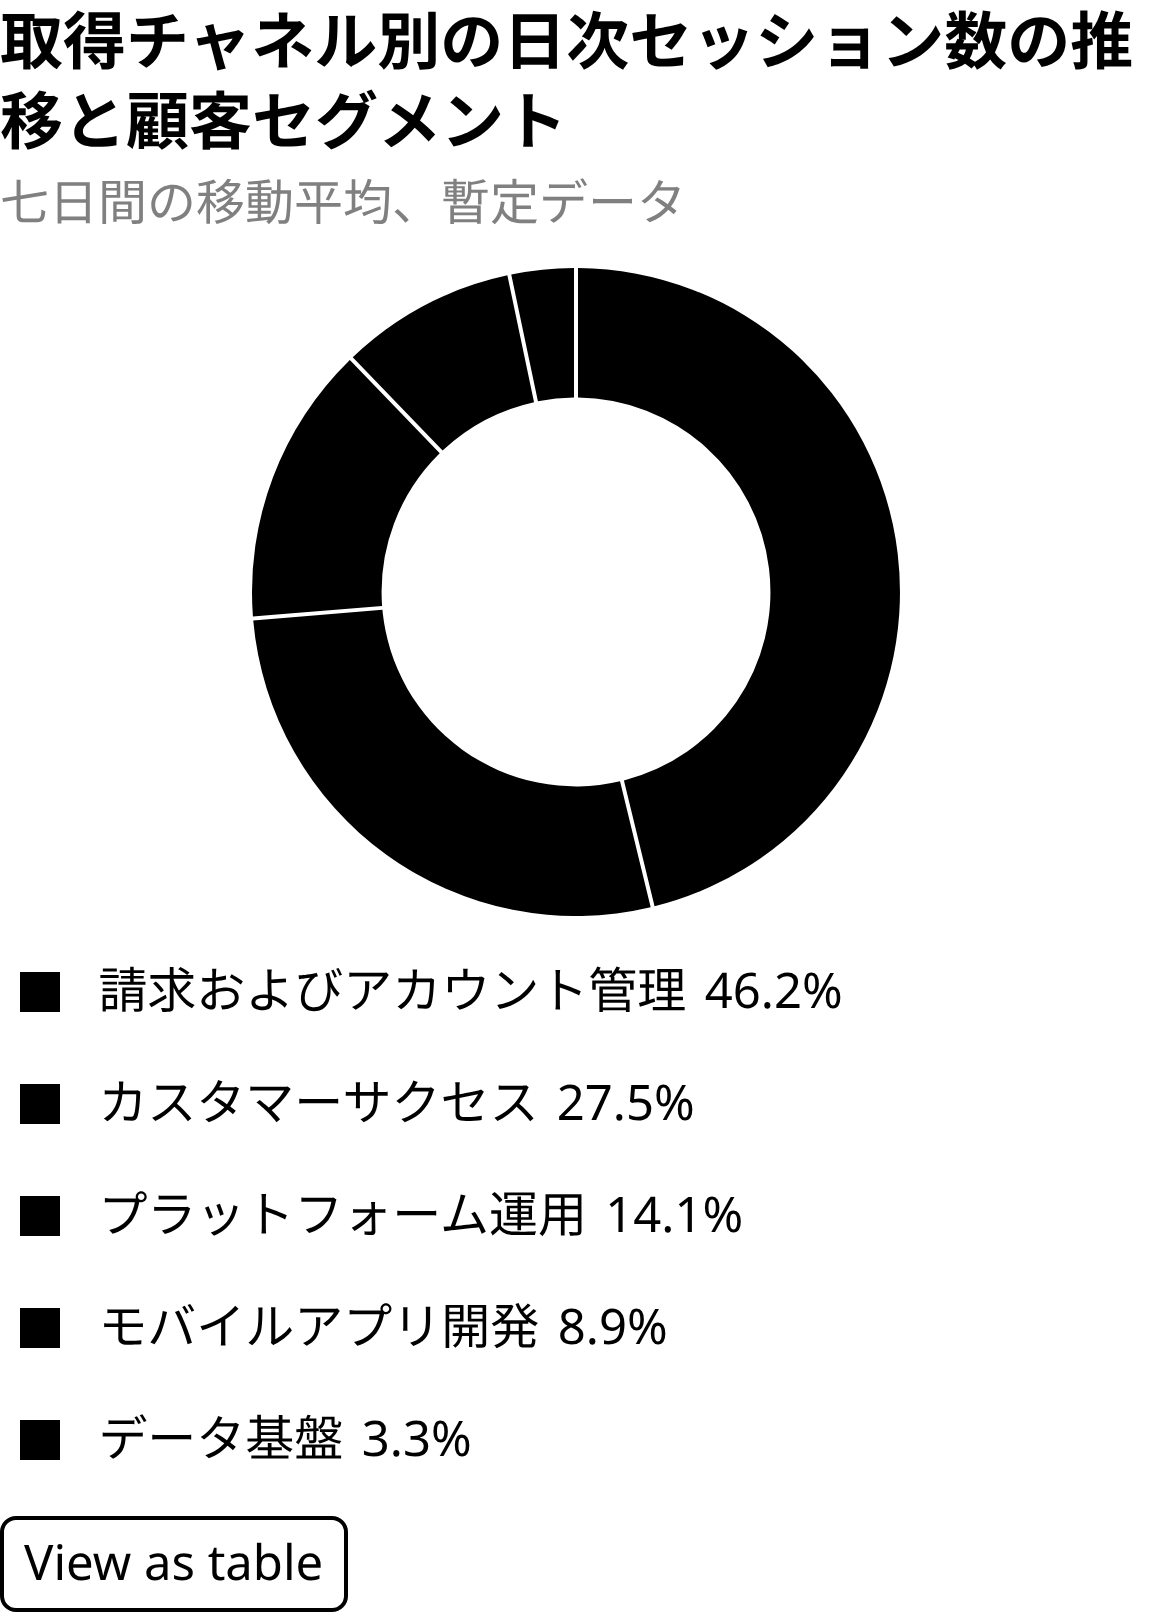 取得チャネル別の日次セッション数の推
移と顧客セグメント
七日間の移動平均、暫定データ
請求およびアカウント管理 46.2%
カスタマーサクセス 27.5%
プラットフォーム運用 14.1%
モバイルアプリ開発 8.9%
データ基盤 3.3%
View as table